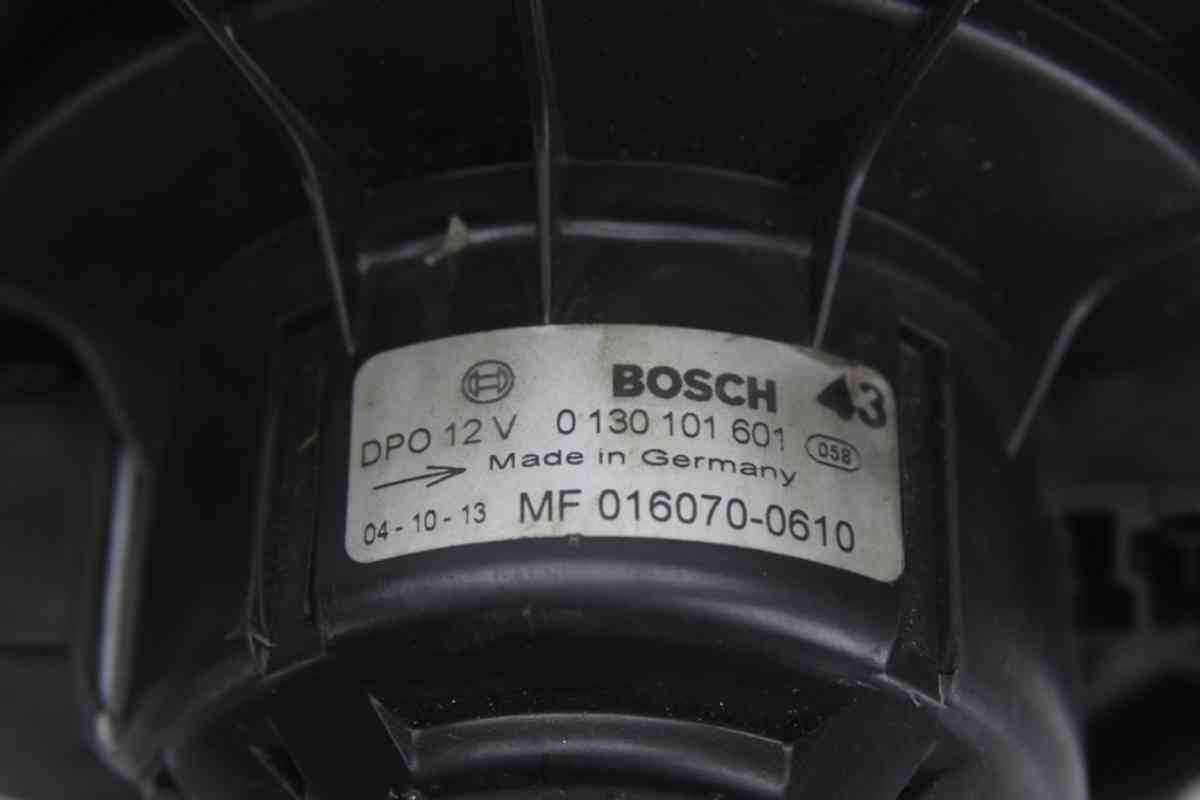 BOSCH 43
DPO 12 V 0 130 101 601 058
Made in Germany
04-10-13 MF 016070-0610